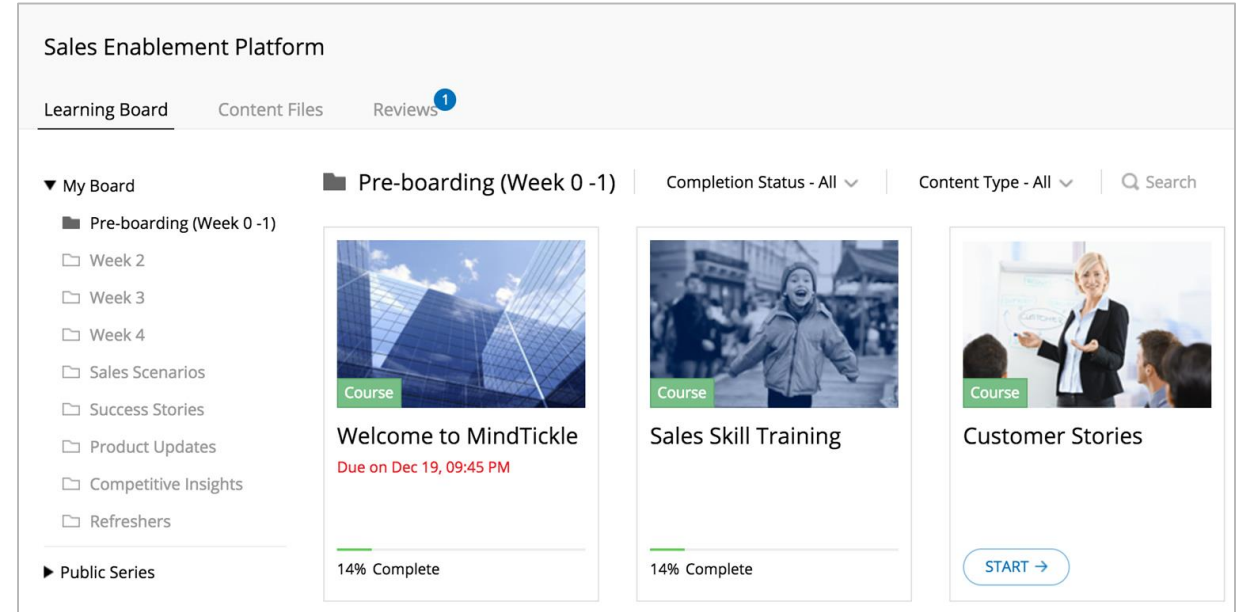 Sales Enablement Platform
Learning Board
Content Files
Reviews
1
▼ My Board
Pre-boarding (Week 0 -1)
Week 2
Week 3
Week 4
Sales Scenarios
Success Stories
Product Updates
Competitive Insights
Refreshers
▶ Public Series
Pre-boarding (Week 0 -1)
Completion Status - All
Content Type - All
Search
Course
Welcome to MindTickle
Due on Dec 19, 09:45 PM
14% Complete
Course
Sales Skill Training
14% Complete
CUSTOMER
Course
Customer Stories
START →